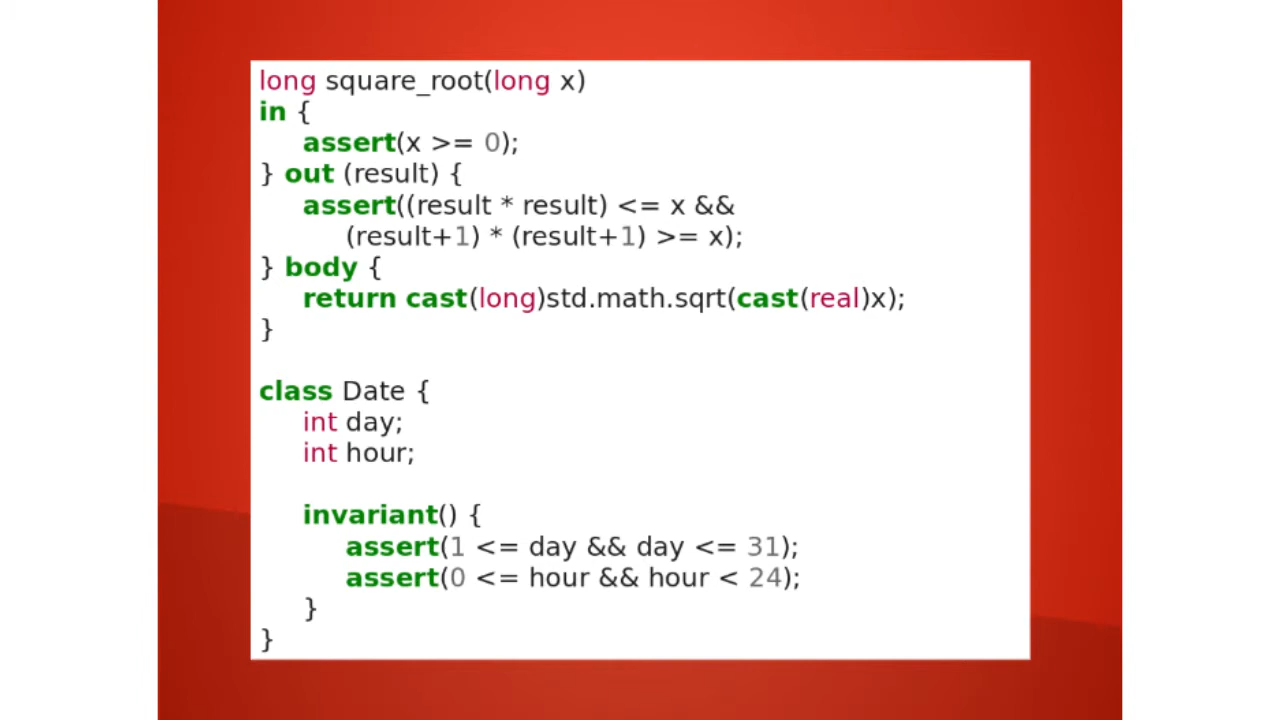 long square_root(long x)
in {
assert(x >= 0);
} out (result) {
assert((result * result) <= x &&
(result+1) * (result+1) >= x);
} body {
return cast(long)std.math.sqrt(cast(real)x);
}
class Date {
int day;
int hour;
invariant() {
assert(1 <= day && day <= 31);
assert(0 <= hour && hour < 24);
}
}